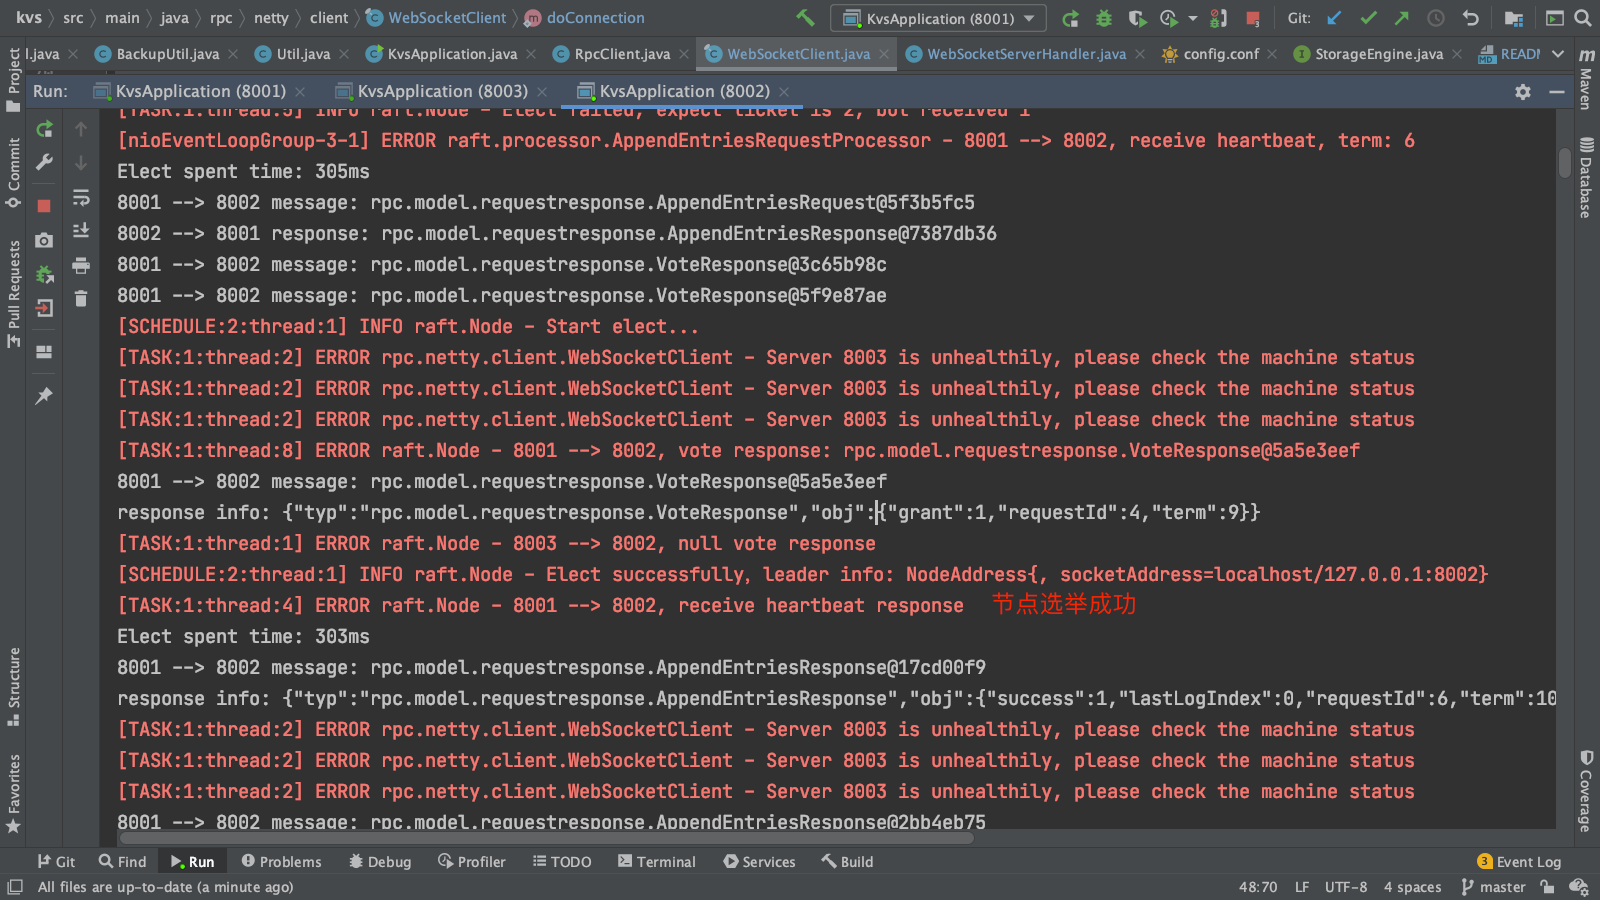 kvs src main java rpc netty client WebSocketClient doConnection KvsApplication (8001) Git:
l.java BackupUtil.java Util.java KvsApplication.java RpcClient.java WebSocketClient.java WebSocketServerHandler.java config.conf StorageEngine.java READ
Run: KvsApplication (8001) KvsApplication (8003) KvsApplication (8002)
[TASK:1:thread:5] INFO raft.Node - Elect failed, expect ticket is 2, but received 1
[nioEventLoopGroup-3-1] ERROR raft.processor.AppendEntriesRequestProcessor - 8001 --> 8002, receive heartbeat, term: 6
Elect spent time: 305ms
8001 --> 8002 message: rpc.model.requestresponse.AppendEntriesRequest@5f3b5fc5
8002 --> 8001 response: rpc.model.requestresponse.AppendEntriesResponse@7387db36
8001 --> 8002 message: rpc.model.requestresponse.VoteResponse@3c65b98c
8001 --> 8002 message: rpc.model.requestresponse.VoteResponse@5f9e87ae
[SCHEDULE:2:thread:1] INFO raft.Node - Start elect...
[TASK:1:thread:2] ERROR rpc.netty.client.WebSocketClient - Server 8003 is unhealthily, please check the machine status
[TASK:1:thread:2] ERROR rpc.netty.client.WebSocketClient - Server 8003 is unhealthily, please check the machine status
[TASK:1:thread:2] ERROR rpc.netty.client.WebSocketClient - Server 8003 is unhealthily, please check the machine status
[TASK:1:thread:8] ERROR raft.Node - 8001 --> 8002, vote response: rpc.model.requestresponse.VoteResponse@5a5e3eef
8001 --> 8002 message: rpc.model.requestresponse.VoteResponse@5a5e3eef
response info: {"typ":"rpc.model.requestresponse.VoteResponse","obj":{"grant":1,"requestId":4,"term":9}}
[TASK:1:thread:1] ERROR raft.Node - 8003 --> 8002, null vote response
[SCHEDULE:2:thread:1] INFO raft.Node - Elect successfully, leader info: NodeAddress{, socketAddress=localhost/127.0.0.1:8002}
[TASK:1:thread:4] ERROR raft.Node - 8001 --> 8002, receive heartbeat response 节点选举成功
Elect spent time: 303ms
8001 --> 8002 message: rpc.model.requestresponse.AppendEntriesResponse@17cd00f9
response info: {"typ":"rpc.model.requestresponse.AppendEntriesResponse","obj":{"success":1,"lastLogIndex":0,"requestId":6,"term":10
[TASK:1:thread:2] ERROR rpc.netty.client.WebSocketClient - Server 8003 is unhealthily, please check the machine status
[TASK:1:thread:2] ERROR rpc.netty.client.WebSocketClient - Server 8003 is unhealthily, please check the machine status
[TASK:1:thread:2] ERROR rpc.netty.client.WebSocketClient - Server 8003 is unhealthily, please check the machine status
8001 --> 8002 message: rpc.model.requestresponse.AppendEntriesResponse@2bb4eb75
Project
Commit
Pull Requests
Structure
Favorites
Maven
Database
Coverage
Git Find Run Problems Debug Profiler TODO Terminal Services Build 3 Event Log
All files are up-to-date (a minute ago) 48:70 LF UTF-8 4 spaces master